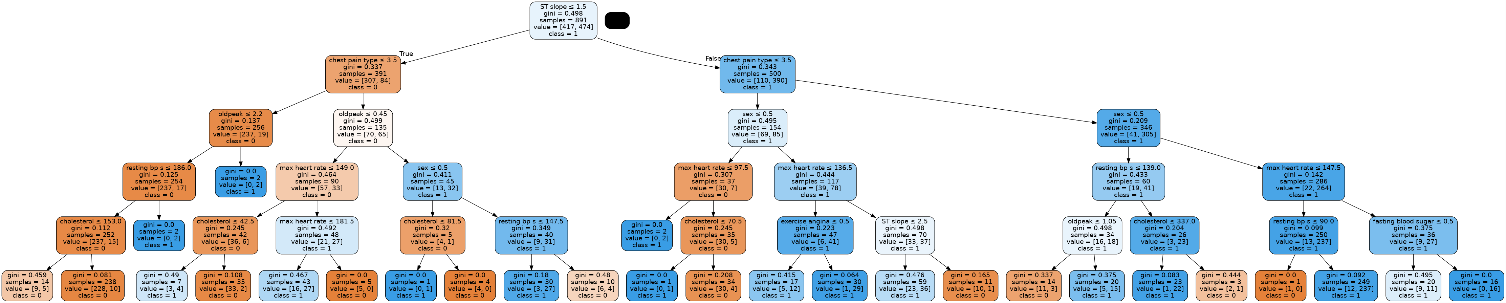 ST slope ≤ 1.5
gini = 0.498
samples = 891
value = [417, 474]
class = 1
True
False
chest pain type ≤ 3.5
gini = 0.337
samples = 391
value = [307, 84]
class = 0
chest pain type ≤ 3.5
gini = 0.343
samples = 500
value = [110, 390]
class = 1
oldpeak ≤ 2.2
gini = 0.137
samples = 256
value = [237, 19]
class = 0
oldpeak ≤ 0.45
gini = 0.499
samples = 135
value = [70, 65]
class = 0
sex ≤ 0.5
gini = 0.495
samples = 154
value = [69, 85]
class = 1
sex ≤ 0.5
gini = 0.209
samples = 346
value = [41, 305]
class = 1
resting bp s ≤ 186.0
gini = 0.125
samples = 254
value = [237, 17]
class = 0
gini = 0.0
samples = 2
value = [0, 2]
class = 1
max heart rate ≤ 149.0
gini = 0.464
samples = 90
value = [57, 33]
class = 0
sex ≤ 0.5
gini = 0.411
samples = 45
value = [13, 32]
class = 1
max heart rate ≤ 97.5
gini = 0.307
samples = 37
value = [30, 7]
class = 0
max heart rate ≤ 136.5
gini = 0.444
samples = 117
value = [39, 78]
class = 1
resting bp s ≤ 139.0
gini = 0.433
samples = 60
value = [19, 41]
class = 1
max heart rate ≤ 147.5
gini = 0.142
samples = 286
value = [22, 264]
class = 1
cholesterol ≤ 153.0
gini = 0.112
samples = 252
value = [237, 15]
class = 0
gini = 0.0
samples = 2
value = [0, 2]
class = 1
cholesterol ≤ 42.5
gini = 0.245
samples = 42
value = [36, 6]
class = 0
max heart rate ≤ 181.5
gini = 0.492
samples = 48
value = [21, 27]
class = 1
cholesterol ≤ 81.5
gini = 0.32
samples = 5
value = [4, 1]
class = 0
resting bp s ≤ 147.5
gini = 0.349
samples = 40
value = [9, 31]
class = 1
gini = 0.0
samples = 2
value = [0, 2]
class = 1
cholesterol ≤ 70.5
gini = 0.245
samples = 35
value = [30, 5]
class = 0
exercise angina ≤ 0.5
gini = 0.223
samples = 47
value = [6, 41]
class = 1
ST slope ≤ 2.5
gini = 0.498
samples = 70
value = [33, 37]
class = 1
oldpeak ≤ 1.05
gini = 0.498
samples = 34
value = [16, 18]
class = 1
cholesterol ≤ 337.0
gini = 0.204
samples = 26
value = [3, 23]
class = 1
resting bp s ≤ 90.0
gini = 0.099
samples = 250
value = [13, 237]
class = 1
fasting blood sugar ≤ 0.5
gini = 0.375
samples = 36
value = [9, 27]
class = 1
gini = 0.459
samples = 14
value = [9, 5]
class = 0
gini = 0.081
samples = 238
value = [228, 10]
class = 0
gini = 0.49
samples = 7
value = [3, 4]
class = 1
gini = 0.108
samples = 35
value = [33, 2]
class = 0
gini = 0.467
samples = 43
value = [16, 27]
class = 1
gini = 0.0
samples = 5
value = [5, 0]
class = 0
gini = 0.0
samples = 1
value = [0, 1]
class = 1
gini = 0.0
samples = 4
value = [4, 0]
class = 0
gini = 0.18
samples = 30
value = [3, 27]
class = 1
gini = 0.48
samples = 10
value = [6, 4]
class = 0
gini = 0.0
samples = 1
value = [0, 1]
class = 1
gini = 0.208
samples = 34
value = [30, 4]
class = 0
gini = 0.415
samples = 17
value = [5, 12]
class = 1
gini = 0.064
samples = 30
value = [1, 29]
class = 1
gini = 0.476
samples = 59
value = [23, 36]
class = 1
gini = 0.165
samples = 11
value = [10, 1]
class = 0
gini = 0.337
samples = 14
value = [11, 3]
class = 0
gini = 0.375
samples = 20
value = [5, 15]
class = 1
gini = 0.083
samples = 23
value = [1, 22]
class = 1
gini = 0.444
samples = 3
value = [2, 1]
class = 0
gini = 0.0
samples = 1
value = [1, 0]
class = 0
gini = 0.092
samples = 249
value = [12, 237]
class = 1
gini = 0.495
samples = 20
value = [9, 11]
class = 1
gini = 0.0
samples = 16
value = [0, 16]
class = 1